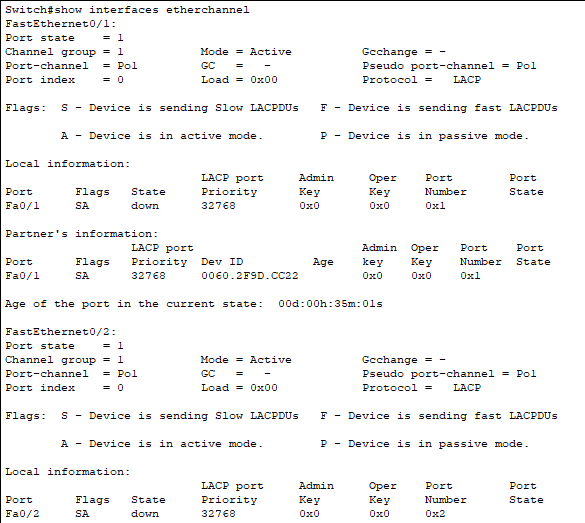 Switch#show interfaces etherchannel
FastEthernet0/1:
Port state    = 1
Channel group = 1           Mode = Active          Gcchange = -
Port-channel  = Po1         GC   =   -             Pseudo port-channel = Po1
Port index    = 0           Load = 0x00            Protocol =   LACP
Flags:  S - Device is sending Slow LACPDUs   F - Device is sending fast LACPDUs
        A - Device is in active mode.        P - Device is in passive mode.
Local information:
                            LACP port     Admin     Oper    Port        Port
Port      Flags   State     Priority      Key       Key     Number      State
Fa0/1     SA      down      32768         0x0       0x0     0x1
Partner's information:
                  LACP port                        Admin  Oper   Port    Port
Port      Flags   Priority  Dev ID          Age    key    Key    Number  State
Fa0/1     SA      32768     0060.2F9D.CC22         0x0    0x0    0x1
Age of the port in the current state:  00d:00h:35m:01s
FastEthernet0/2:
Port state    = 1
Channel group = 1           Mode = Active          Gcchange = -
Port-channel  = Po1         GC   =   -             Pseudo port-channel = Po1
Port index    = 0           Load = 0x00            Protocol =   LACP
Flags:  S - Device is sending Slow LACPDUs   F - Device is sending fast LACPDUs
        A - Device is in active mode.        P - Device is in passive mode.
Local information:
                            LACP port     Admin     Oper    Port        Port
Port      Flags   State     Priority      Key       Key     Number      State
Fa0/2     SA      down      32768         0x0       0x0     0x2